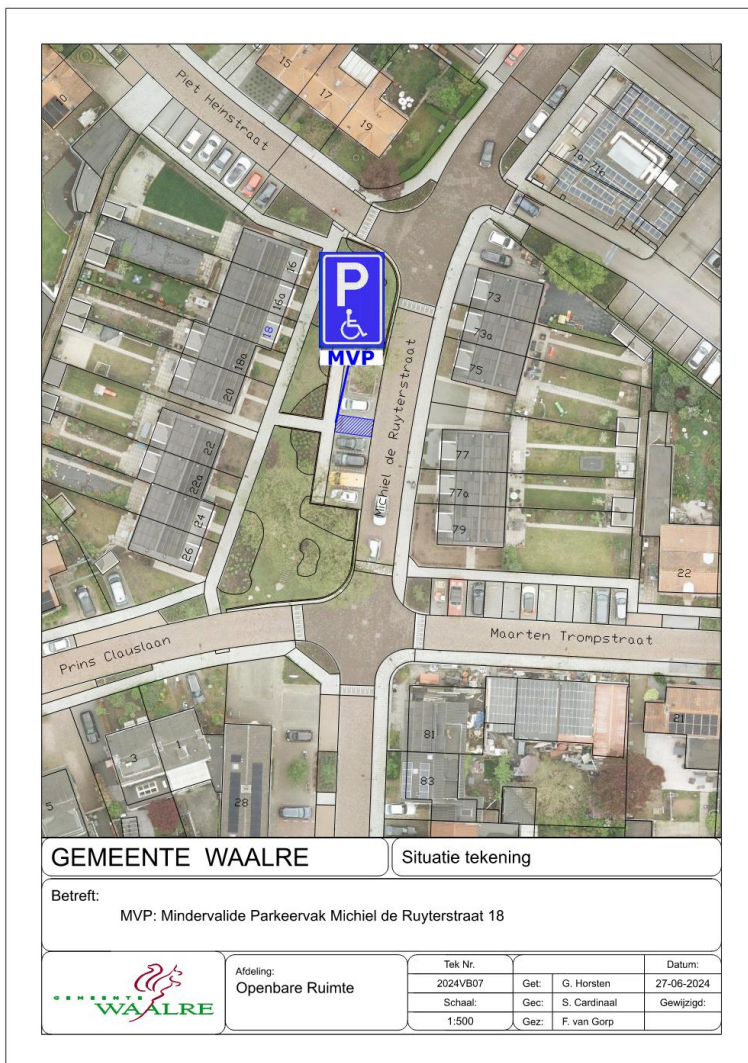 15
17
19
Piet Heinstraat
71a
71b
16
16a
18
18a
20
P
MVP
73
73a
75
Michiel de Ruyterstraat
22
22a
24
26
77
77a
79
22
Prins Clauslaan
Maarten Trompstraat
1
3
5
28
81
83
21
GEMEENTE WAALRE
Situatie tekening
Betreft:
MVP: Mindervalide Parkeervak Michiel de Ruyterstraat 18
GEMEENTE
WAALRE
Afdeling:
Openbare Ruimte
Tek Nr. Datum:
2024VB07 Get: G. Horsten 27-06-2024
Schaal: Gec: S. Cardinaal Gewijzigd:
1:500 Gez: F. van Gorp